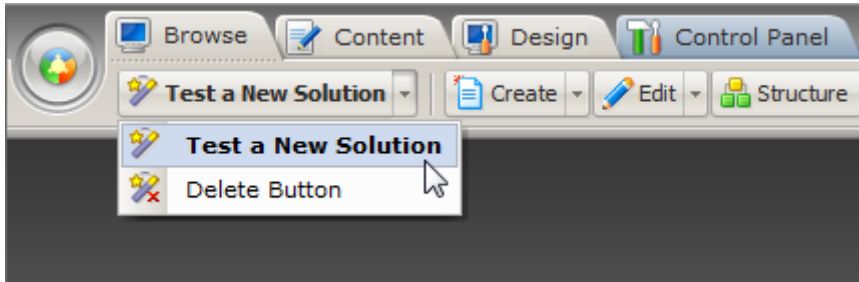 Browse Content Design Control Panel
Test a New Solution Create Edit Structure
Test a New Solution
Delete Button